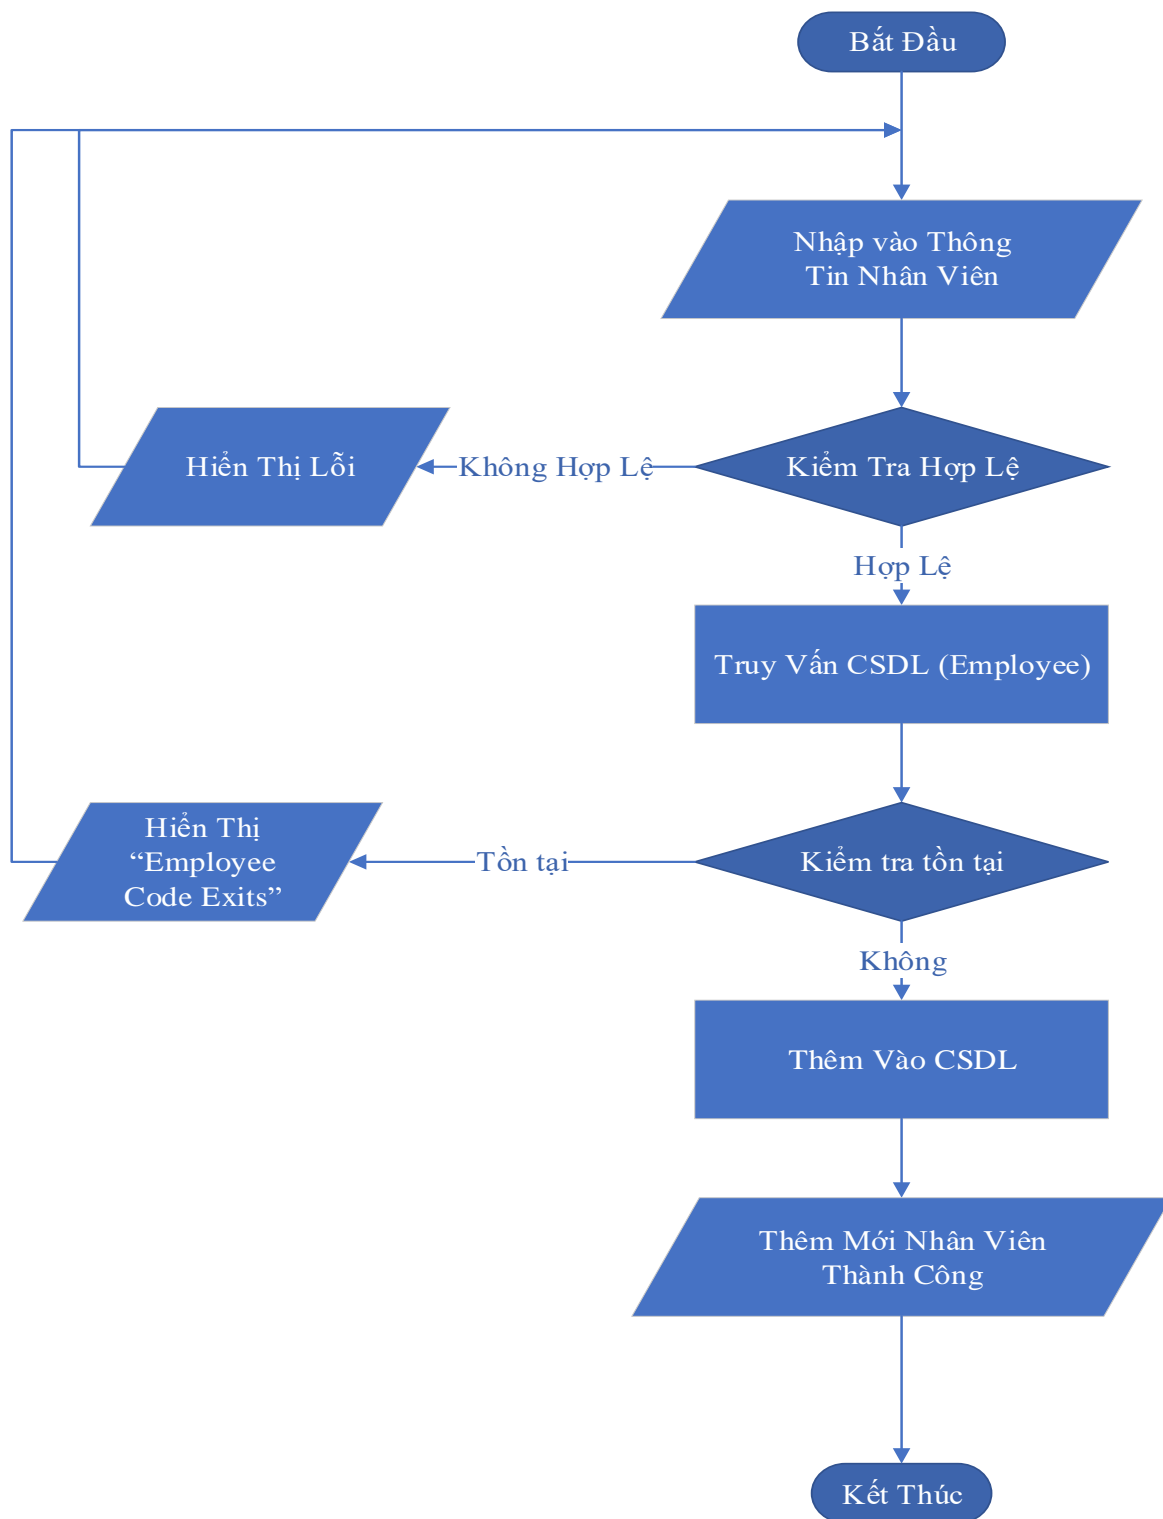 Bắt Đầu
Nhập vào Thông
Tin Nhân Viên
Hiển Thị Lỗi
Không Hợp Lệ
Kiểm Tra Hợp Lệ
Hợp Lệ
Truy Vấn CSDL (Employee)
Hiển Thị
“Employee
Code Exits”
Tồn tại
Kiểm tra tồn tại
Không
Thêm Vào CSDL
Thêm Mới Nhân Viên
Thành Công
Kết Thúc